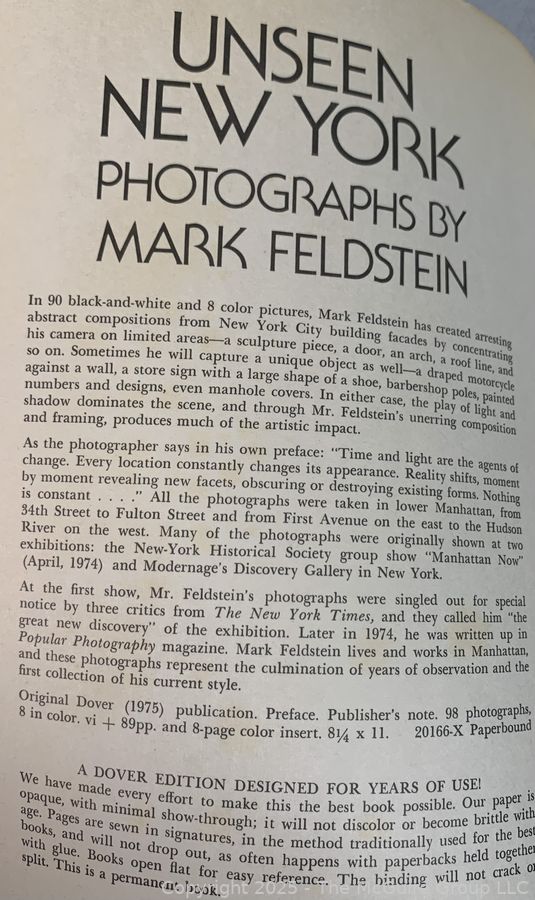 UNSEEN
NEW YORK
PHOTOGRAPHS BY
MARK FELDSTEIN
In 90 black-and-white and 8 color pictures, Mark Feldstein has created arresting
abstract compositions from New York City building facades by concentrating
his camera on limited areas—a sculpture piece, a door, an arch, a roof line, and
so on. Sometimes he will capture a unique object as well—a draped motorcycle
against a wall, a store sign with a large shape of a shoe, barbershop poles, painted
numbers and designs, even manhole covers. In either case, the play of light and
shadow dominates the scene, and through Mr. Feldstein's unerring composition
and framing, produces much of the artistic impact.
As the photographer says in his own preface: "Time and light are the agents of
change. Every location constantly changes its appearance. Reality shifts, moment
by moment revealing new facets, obscuring or destroying existing forms. Nothing
is constant . . . ." All the photographs were taken in lower Manhattan, from
34th Street to Fulton Street and from First Avenue on the east to the Hudson
River on the west. Many of the photographs were originally shown at two
exhibitions: the New-York Historical Society group show "Manhattan Now"
(April, 1974) and Modernage's Discovery Gallery in New York.
At the first show, Mr. Feldstein's photographs were singled out for special
notice by three critics from The New York Times, and they called him "the
great new discovery" of the exhibition. Later in 1974, he was written up in
Popular Photography magazine. Mark Feldstein lives and works in Manhattan,
and these photographs represent the culmination of years of observation and the
first collection of his current style.
Original Dover (1975) publication. Preface. Publisher's note. 98 photographs,
8 in color. vi + 89pp. and 8-page color insert. 8¼ x 11. 20166-X Paperbound
A DOVER EDITION DESIGNED FOR YEARS OF USE!
We have made every effort to make this the best book possible. Our paper is
opaque, with minimal show-through; it will not discolor or become brittle with
age. Pages are sewn in signatures, in the method traditionally used for the best
books, and will not drop out, as often happens with paperbacks held together
with glue. Books open flat for easy reference. The binding will not crack or
split. This is a permanent book.
Copyright 2025 - The McGuire Group LLC